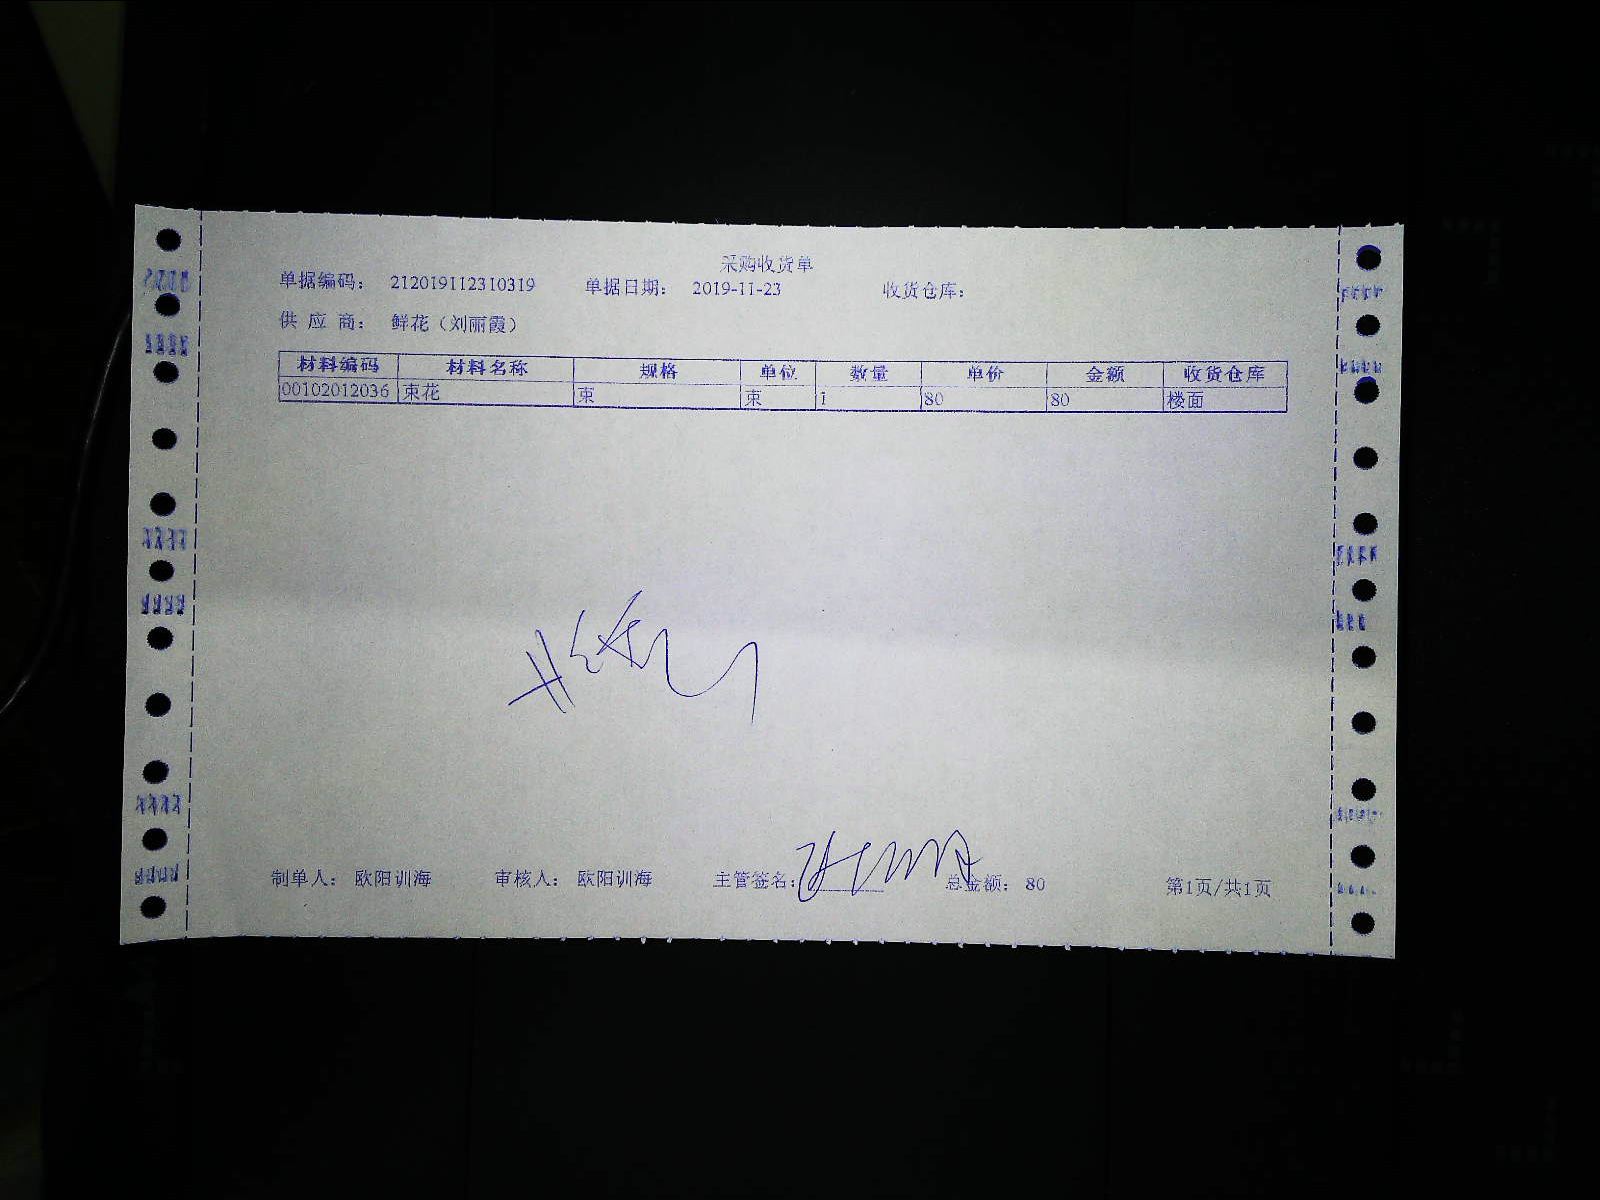 采购收货单
单据编码： 212019112310319 单据日期： 2019-11-23 收货仓库：
供 应 商： 鲜花（刘丽霞）
材料编码 材料名称 规格 单位 数量 单价 金额 收货仓库
00102012036 束花 束 束 1 80 80 楼面
制单人： 欧阳训海 审核人： 欧阳训海 主管签名： 总金额： 80 第1页/共1页